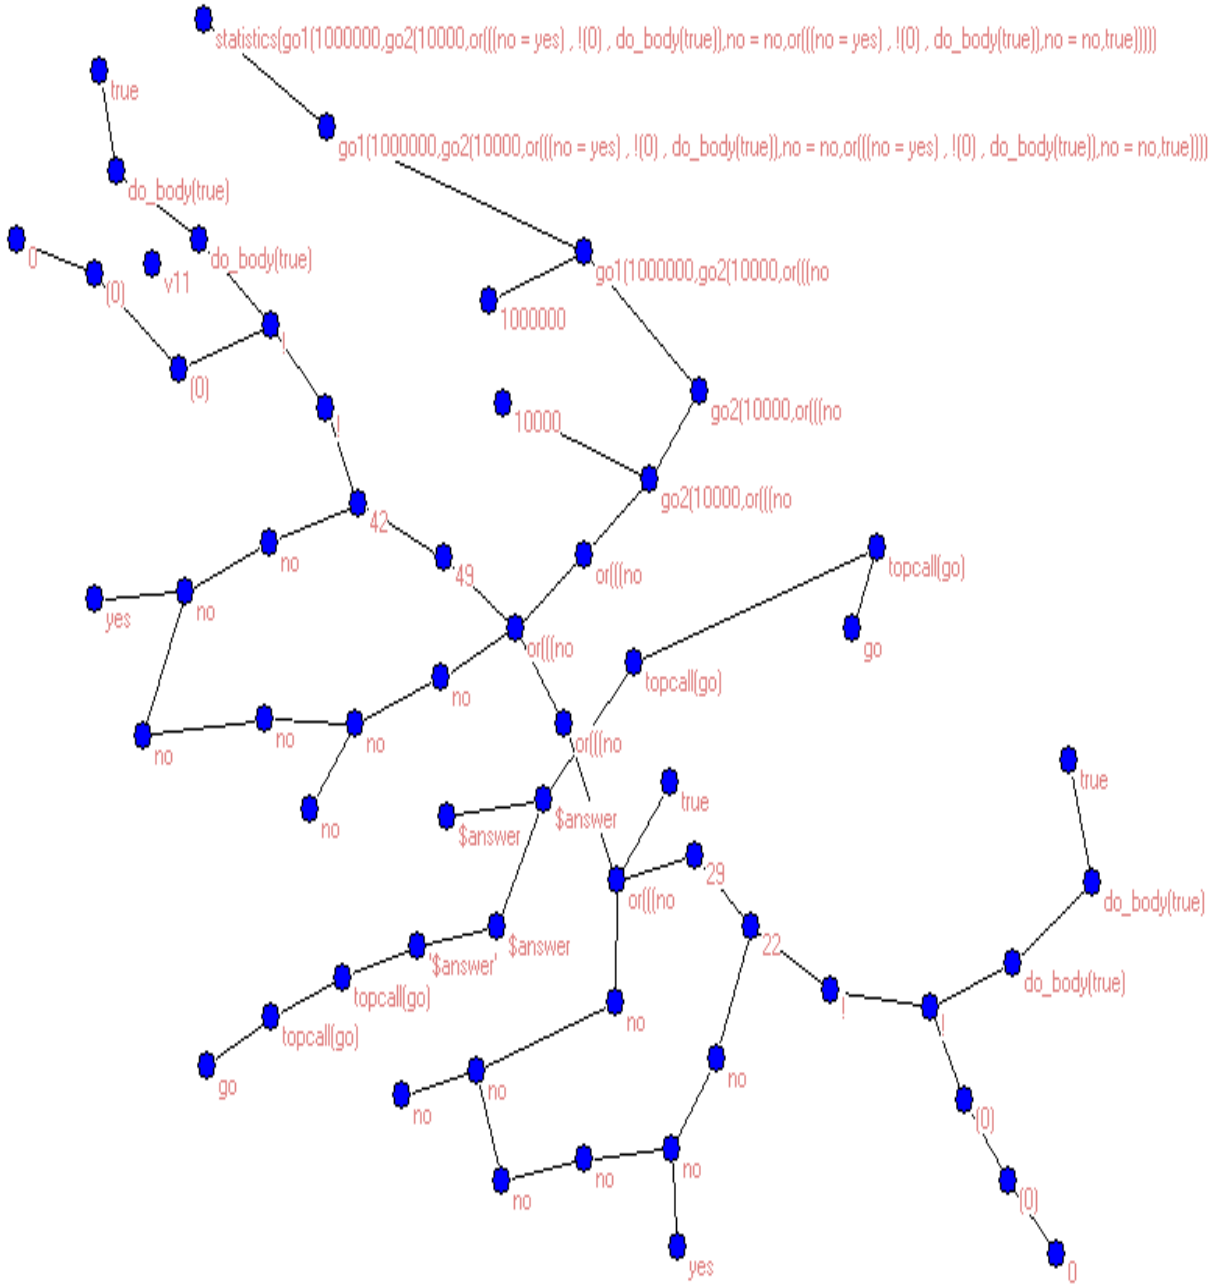 statistics(go1(1000000,go2(10000,or(((no = yes) , !(0) , do_body(true)),no = no,or(((no = yes) , !(0) , do_body(true)),no = no,true)))))
true
go1(1000000,go2(10000,or(((no = yes) , !(0) , do_body(true)),no = no,or(((no = yes) , !(0) , do_body(true)),no = no,true))))
do_body(true)
0
do_body(true)
v11
go1(1000000,go2(10000,or(((no
(0)
1000000
!
(0)
go2(10000,or(((no
10000
!
go2(10000,or(((no
42
no
topcall(go)
49
or(((no
no
yes
or(((no
go
topcall(go)
no
no
no
or(((no
no
true
true
no
$answer
$answer
29
or(((no
do_body(true)
22
$answer
'$answer'
do_body(true)
topcall(go)
!
no
!
topcall(go)
no
go
no
no
(0)
no
no
no
(0)
yes
0